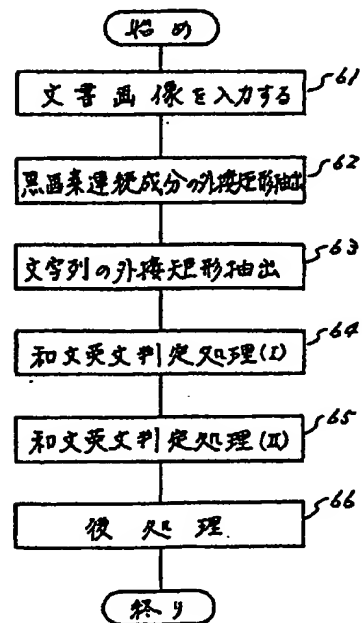 始め
文書画像を入力する
61
黒画素連続成分の外接矩形抽出
62
文字列の外接矩形抽出
63
和文英文判定処理(I)
64
和文英文判定処理(II)
65
後処理
66
終り